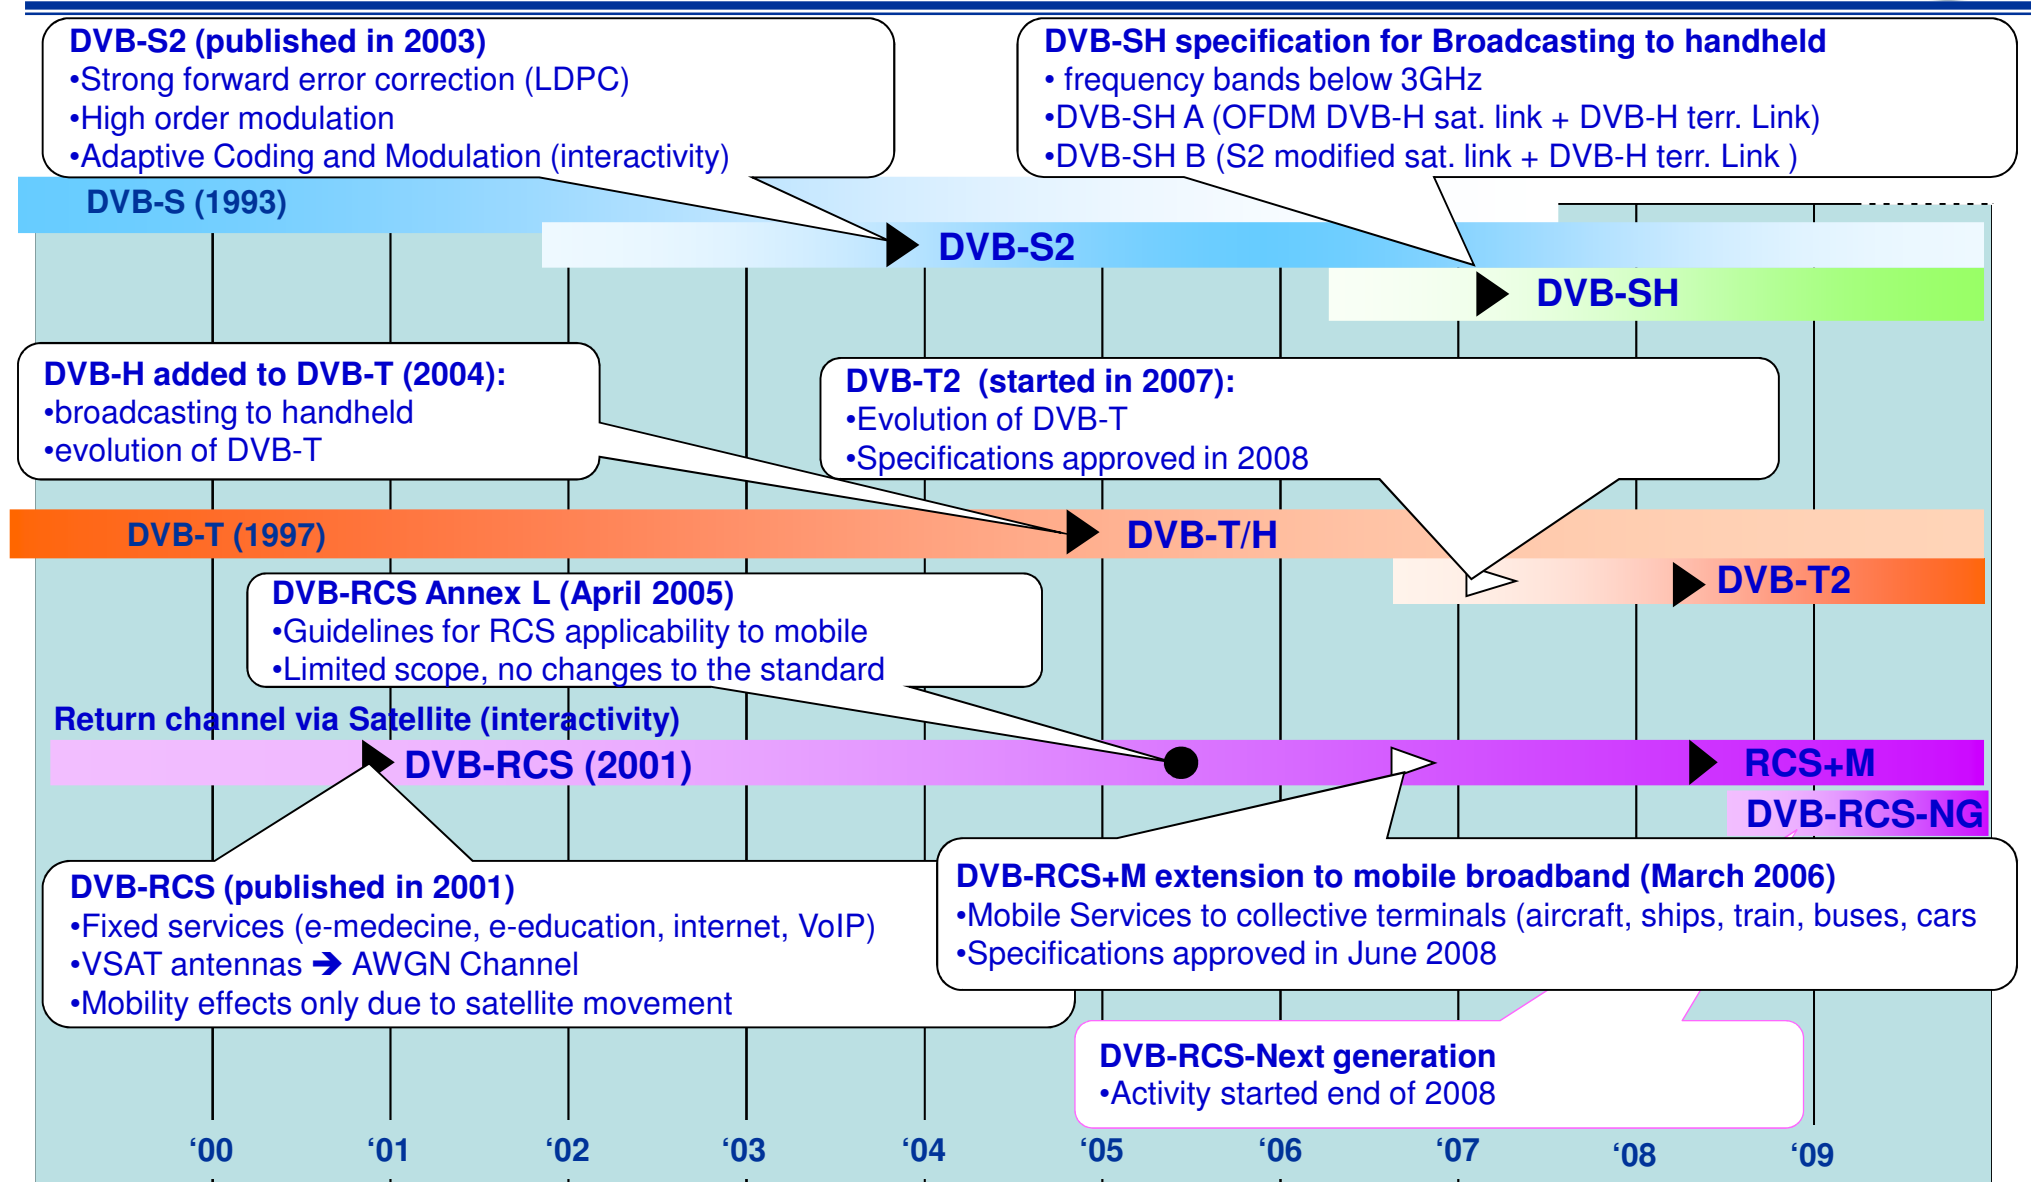 DVB-S2 (published in 2003)
•Strong forward error correction (LDPC)
•High order modulation
•Adaptive Coding and Modulation (interactivity)
DVB-SH specification for Broadcasting to handheld
• frequency bands below 3GHz
•DVB-SH A (OFDM DVB-H sat. link + DVB-H terr. Link)
•DVB-SH B (S2 modified sat. link + DVB-H terr. Link )
DVB-S (1993)
DVB-S2
DVB-SH
DVB-H added to DVB-T (2004):
•broadcasting to handheld
•evolution of DVB-T
DVB-T2 (started in 2007):
•Evolution of DVB-T
•Specifications approved in 2008
DVB-T (1997)
DVB-T/H
DVB-T2
DVB-RCS Annex L (April 2005)
•Guidelines for RCS applicability to mobile
•Limited scope, no changes to the standard
Return channel via Satellite (interactivity)
DVB-RCS (2001)
RCS+M
DVB-RCS-NG
DVB-RCS (published in 2001)
•Fixed services (e-medecine, e-education, internet, VoIP)
•VSAT antennas ➔ AWGN Channel
•Mobility effects only due to satellite movement
DVB-RCS+M extension to mobile broadband (March 2006)
•Mobile Services to collective terminals (aircraft, ships, train, buses, cars
•Specifications approved in June 2008
DVB-RCS-Next generation
•Activity started end of 2008
‘00 ‘01 ‘02 ‘03 ‘04 ‘05 ‘06 ‘07 ‘08 ‘09